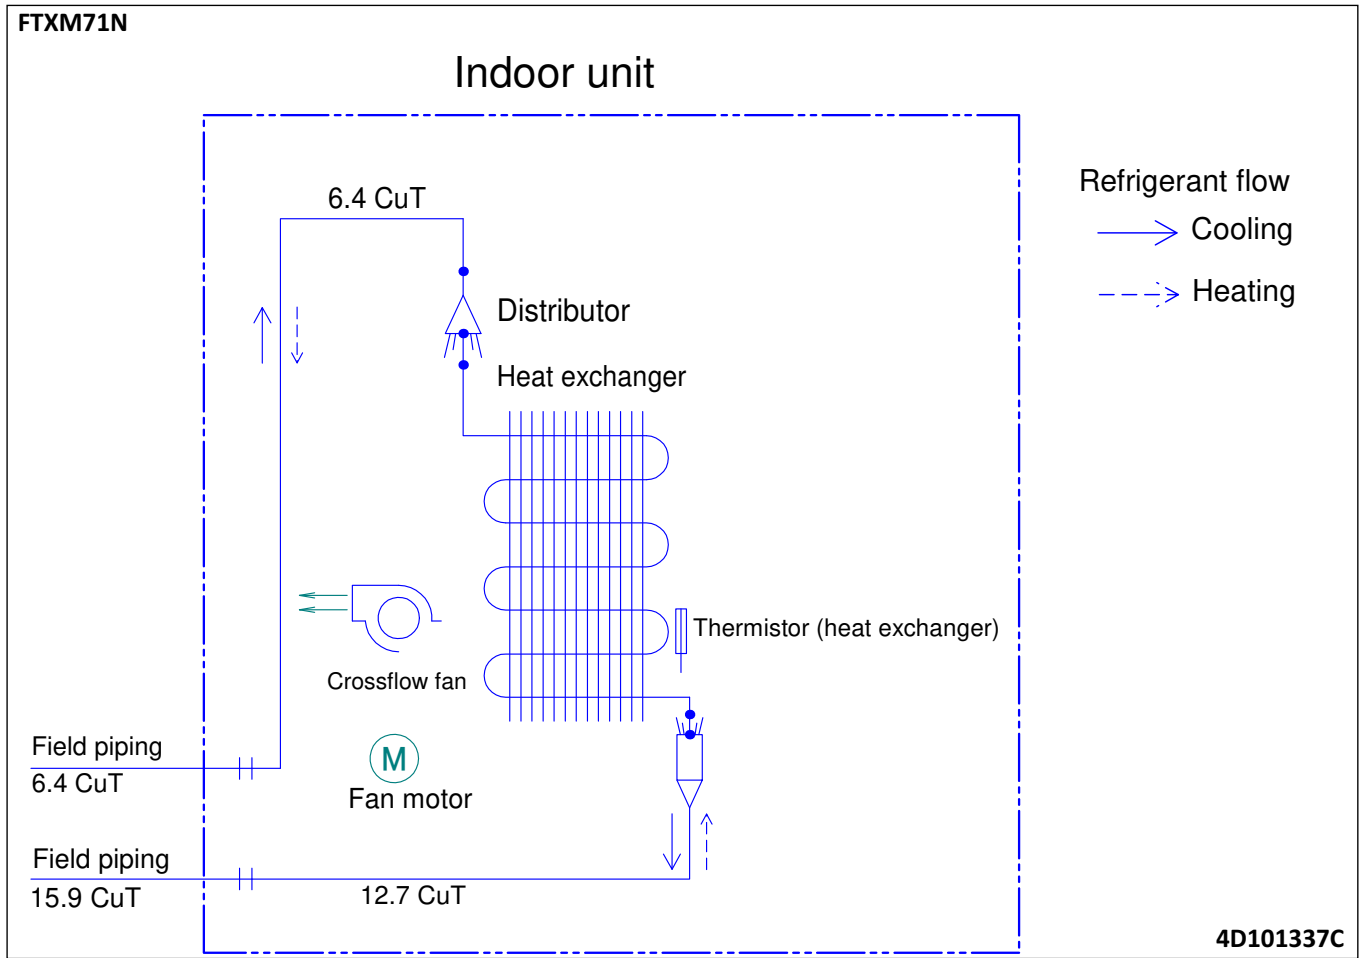 FTXM71N
Indoor unit
6.4 CuT
Refrigerant flow
Cooling
Heating
Distributor
Heat exchanger
Thermistor (heat exchanger)
Crossflow fan
Field piping
6.4 CuT
M
Fan motor
Field piping
15.9 CuT
12.7 CuT
4D101337C